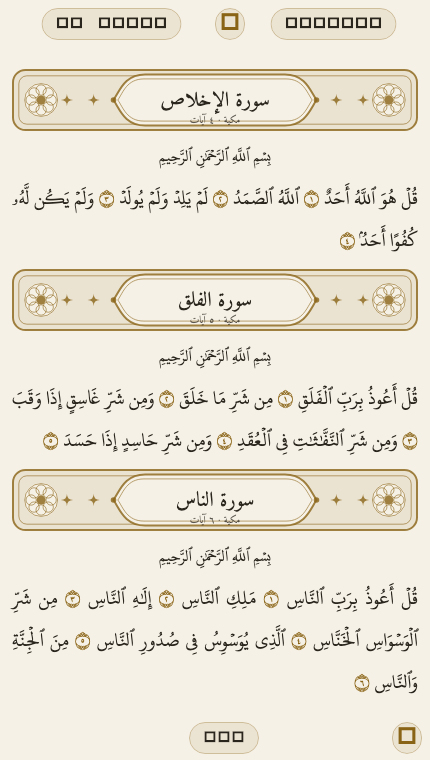 سورة الإخلاص
مكية · ٤ آيات
بِسْمِ ٱللَّهِ ٱلرَّحْمَٰنِ ٱلرَّحِيمِ
قُلْ هُوَ ٱللَّهُ أَحَدٌ ١ ٱللَّهُ ٱلصَّمَدُ ٢ لَمْ يَلِدْ وَلَمْ يُولَدْ ٣ وَلَمْ يَكُن لَّهُۥ
كُفُوًا أَحَدٌۢ ٤
سورة الفلق
مكية · ٥ آيات
بِسْمِ ٱللَّهِ ٱلرَّحْمَٰنِ ٱلرَّحِيمِ
قُلْ أَعُوذُ بِرَبِّ ٱلْفَلَقِ ١ مِن شَرِّ مَا خَلَقَ ٢ وَمِن شَرِّ غَاسِقٍ إِذَا وَقَبَ
٣ وَمِن شَرِّ ٱلنَّفَّٰثَٰتِ فِى ٱلْعُقَدِ ٤ وَمِن شَرِّ حَاسِدٍ إِذَا حَسَدَ ٥
سورة الناس
مكية · ٦ آيات
بِسْمِ ٱللَّهِ ٱلرَّحْمَٰنِ ٱلرَّحِيمِ
قُلْ أَعُوذُ بِرَبِّ ٱلنَّاسِ ١ مَلِكِ ٱلنَّاسِ ٢ إِلَٰهِ ٱلنَّاسِ ٣ مِن شَرِّ
ٱلْوَسْوَاسِ ٱلْخَنَّاسِ ٤ ٱلَّذِى يُوَسْوِسُ فِى صُدُورِ ٱلنَّاسِ ٥ مِنَ ٱلْجِنَّةِ
وَٱلنَّاسِ ٦